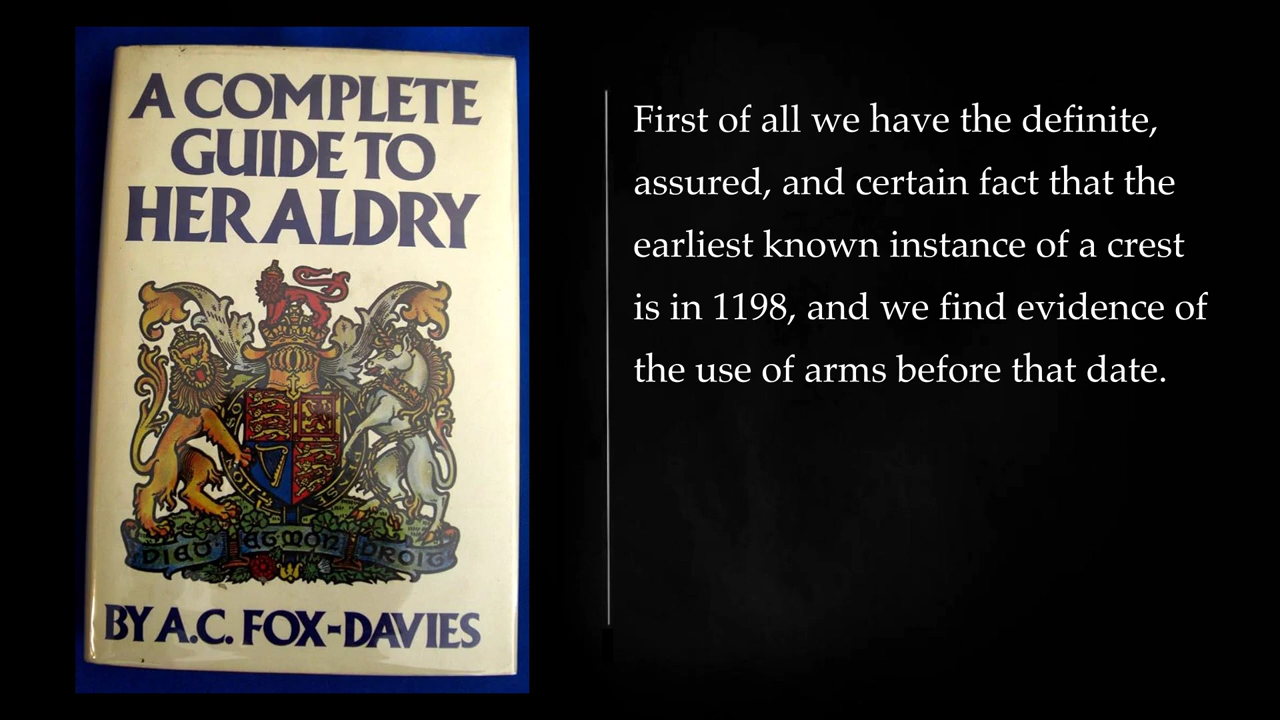 A COMPLETE
GUIDE TO
HERALDRY
DIEU ET MON DROIT
BY A.C. FOX-DAVIES
First of all we have the definite,
assured, and certain fact that the
earliest known instance of a crest
is in 1198, and we find evidence of
the use of arms before that date.